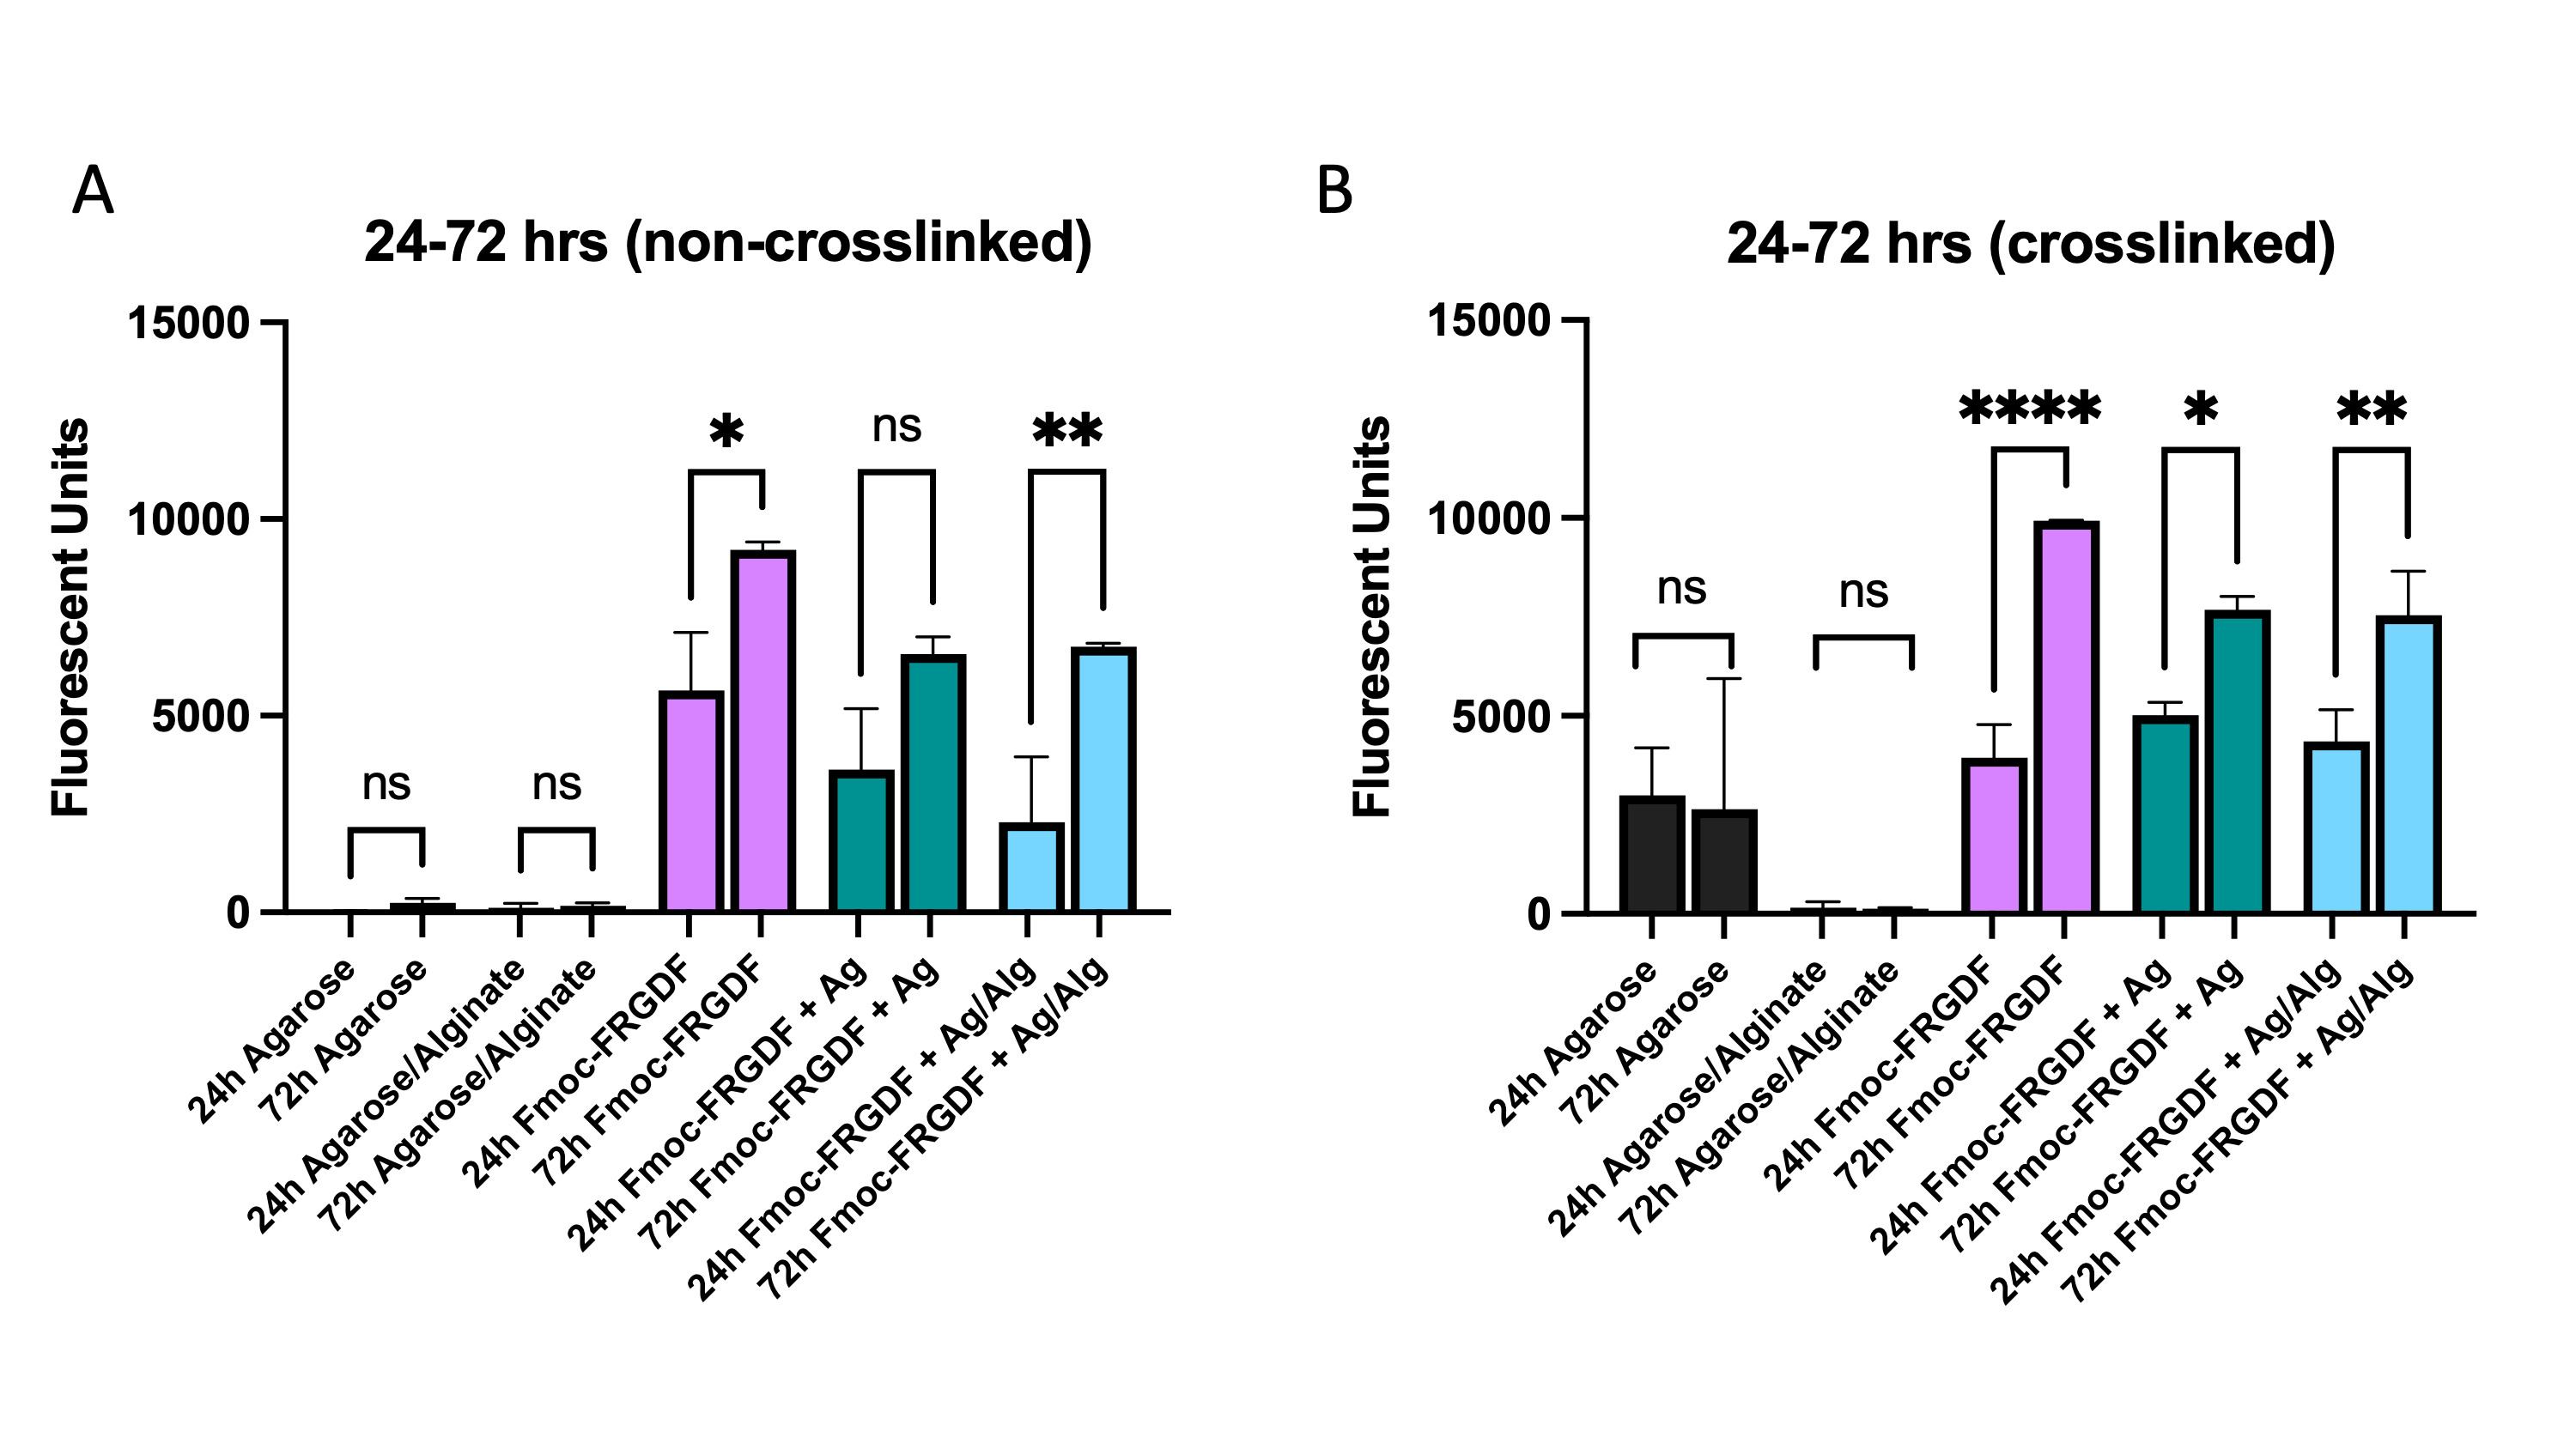 A
24-72 hrs (non-crosslinked)
Fluorescent Units
15000
10000
5000
0
ns
ns
*
ns
**
24h Agarose
72h Agarose
24h Agarose/Alginate
72h Agarose/Alginate
24h Fmoc-FRGDF
72h Fmoc-FRGDF
24h Fmoc-FRGDF + Ag
72h Fmoc-FRGDF + Ag
24h Fmoc-FRGDF + Ag/Alg
72h Fmoc-FRGDF + Ag/Alg
B
24-72 hrs (crosslinked)
Fluorescent Units
15000
10000
5000
0
ns
ns
****
*
**
24h Agarose
72h Agarose
24h Agarose/Alginate
72h Agarose/Alginate
24h Fmoc-FRGDF
72h Fmoc-FRGDF
24h Fmoc-FRGDF + Ag
72h Fmoc-FRGDF + Ag
24h Fmoc-FRGDF + Ag/Alg
72h Fmoc-FRGDF + Ag/Alg